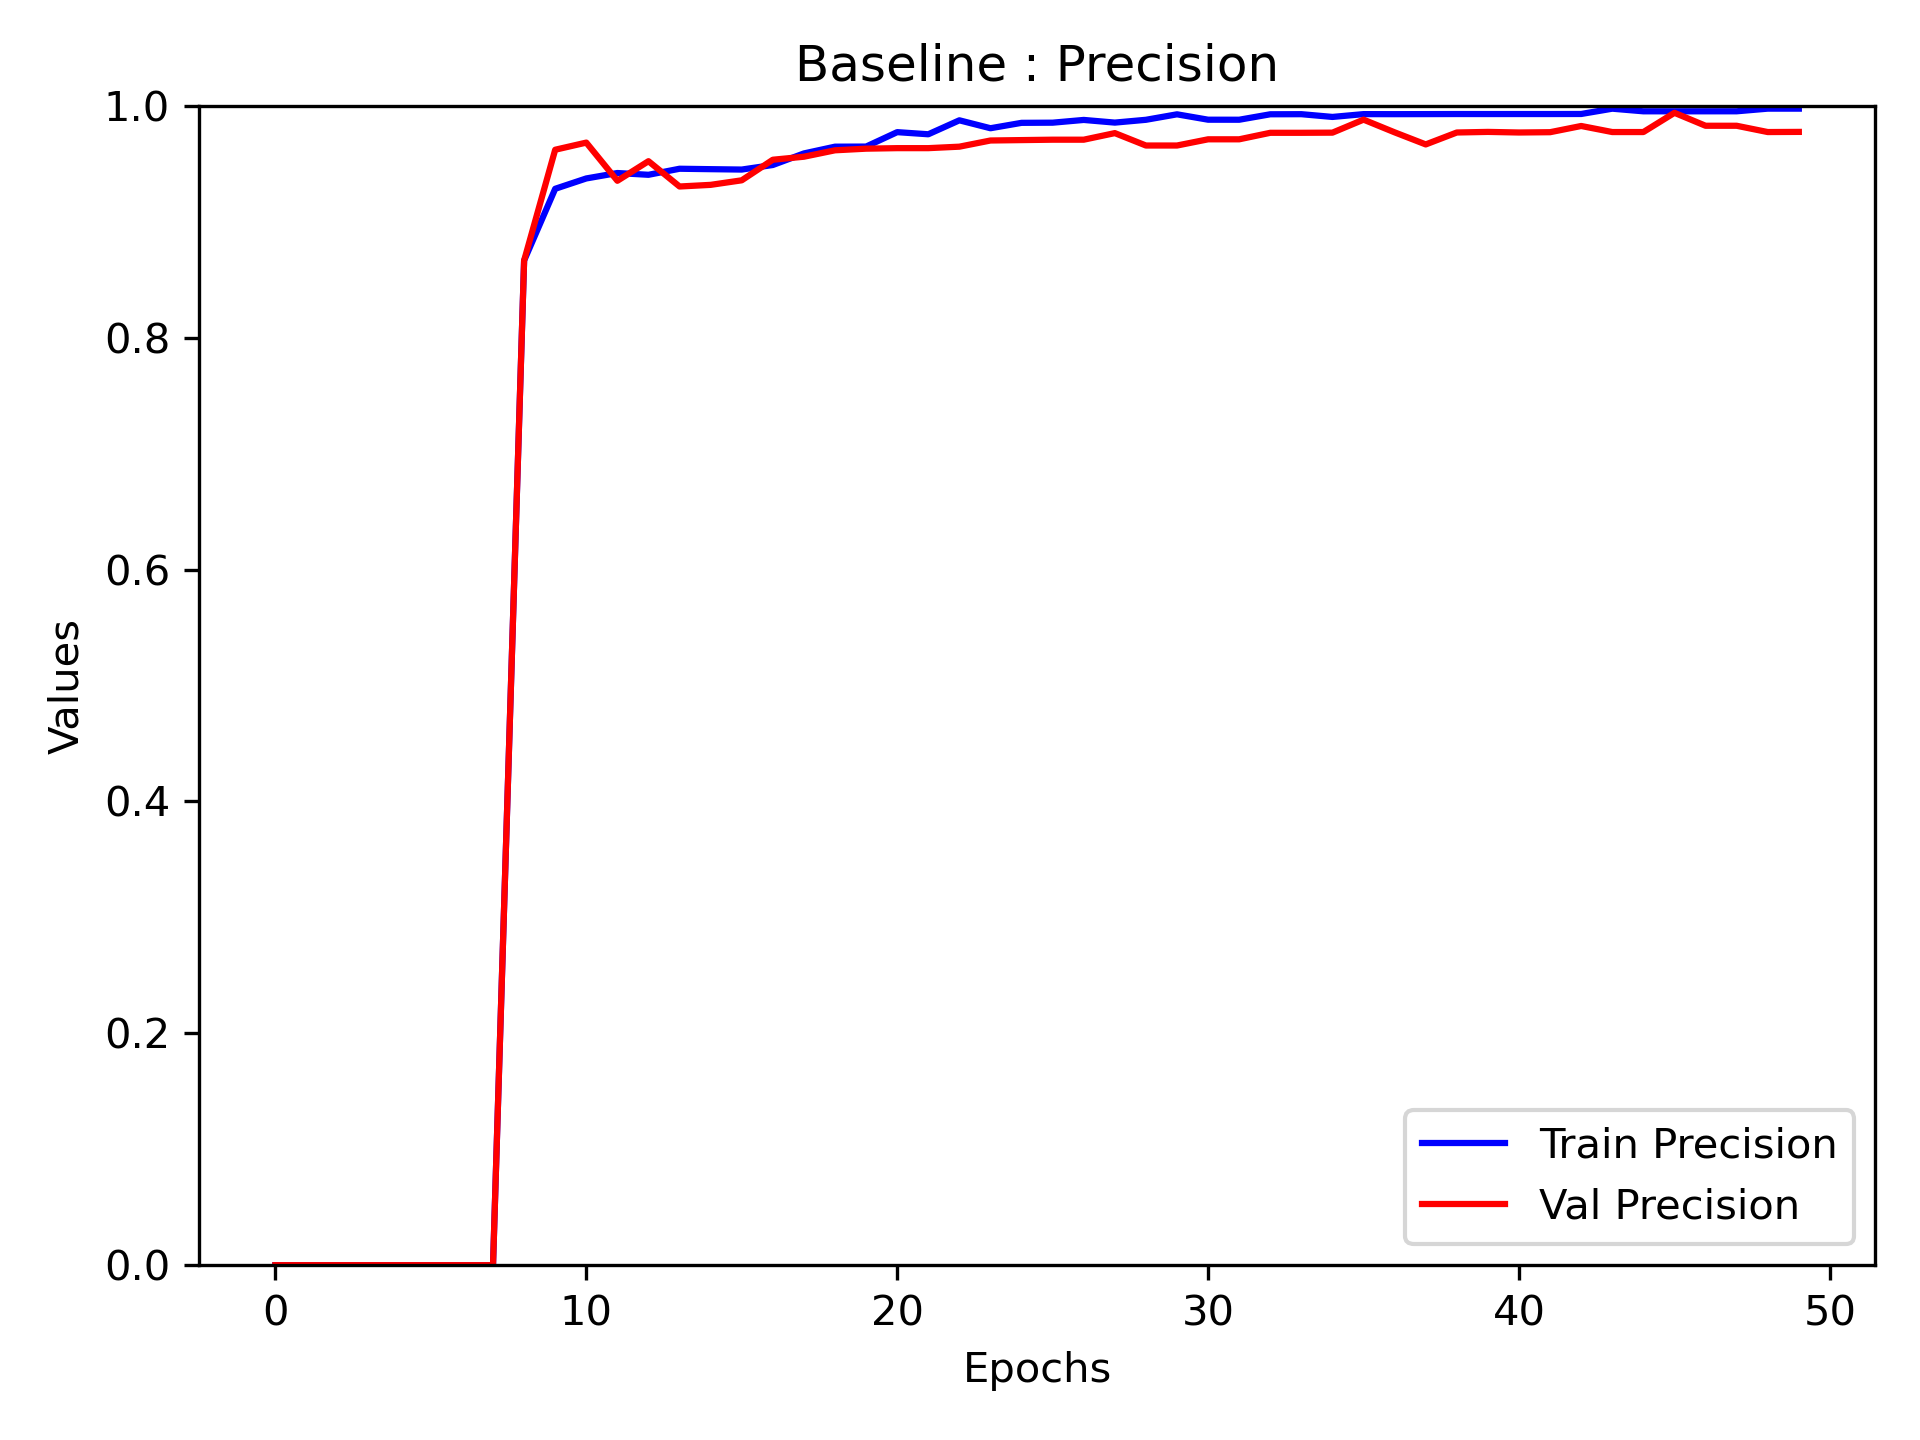 Baseline : Precision
1.0
0.8
0.6
0.4
0.2
0.0
Values
0 10 20 30 40 50
Epochs
Train Precision
Val Precision